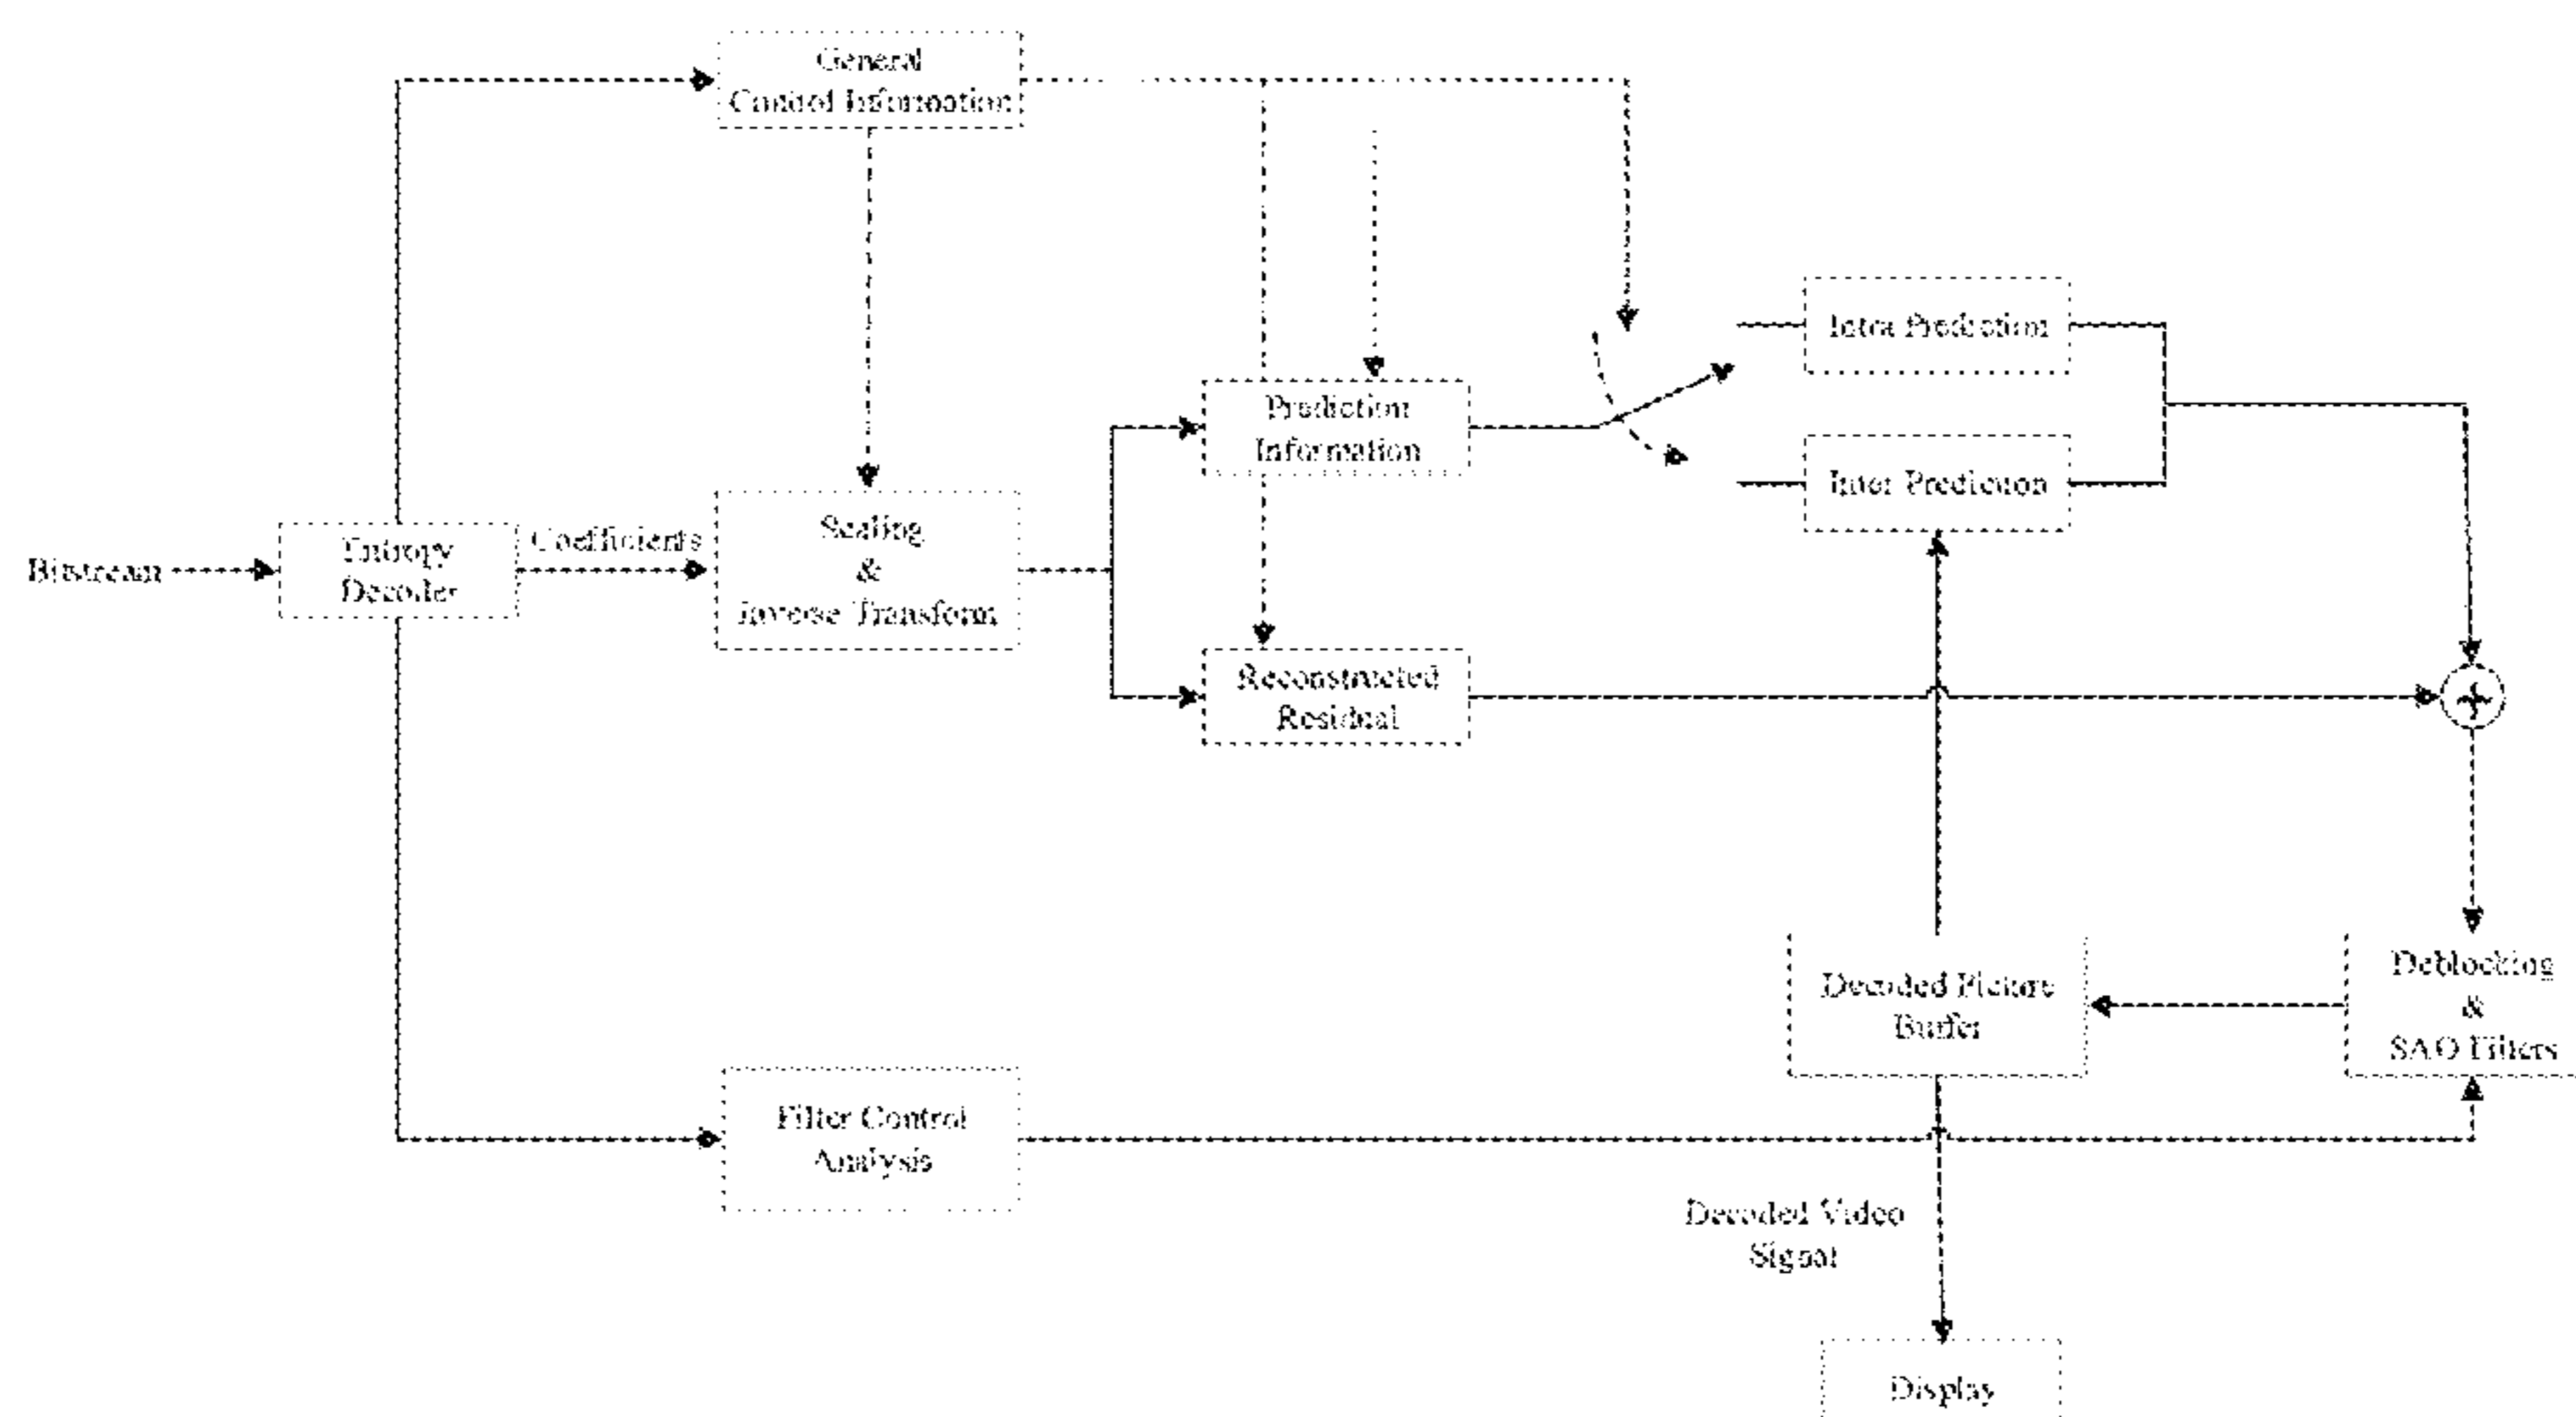 General
Control Information
Intra Prediction
Prediction
Information
Inter Prediction
Bitstream
Entropy
Decoder
Coefficients
Scaling
&
Inverse Transform
Reconstructed
Residual
Decoded Picture
Buffer
Deblocking
&
SAO Filters
Filter Control
Analysis
Decoded Video
Signal
Display